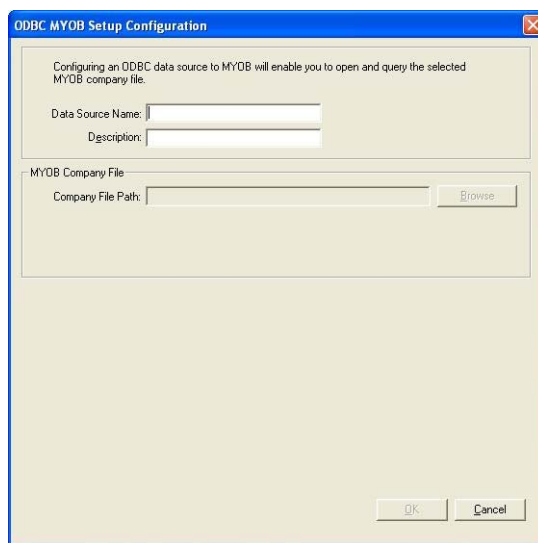 ODBC MYOB Setup Configuration
Configuring an ODBC data source to MYOB will enable you to open and query the selected
MYOB company file.
Data Source Name:
Description:
MYOB Company File
Company File Path:
Browse
OK
Cancel